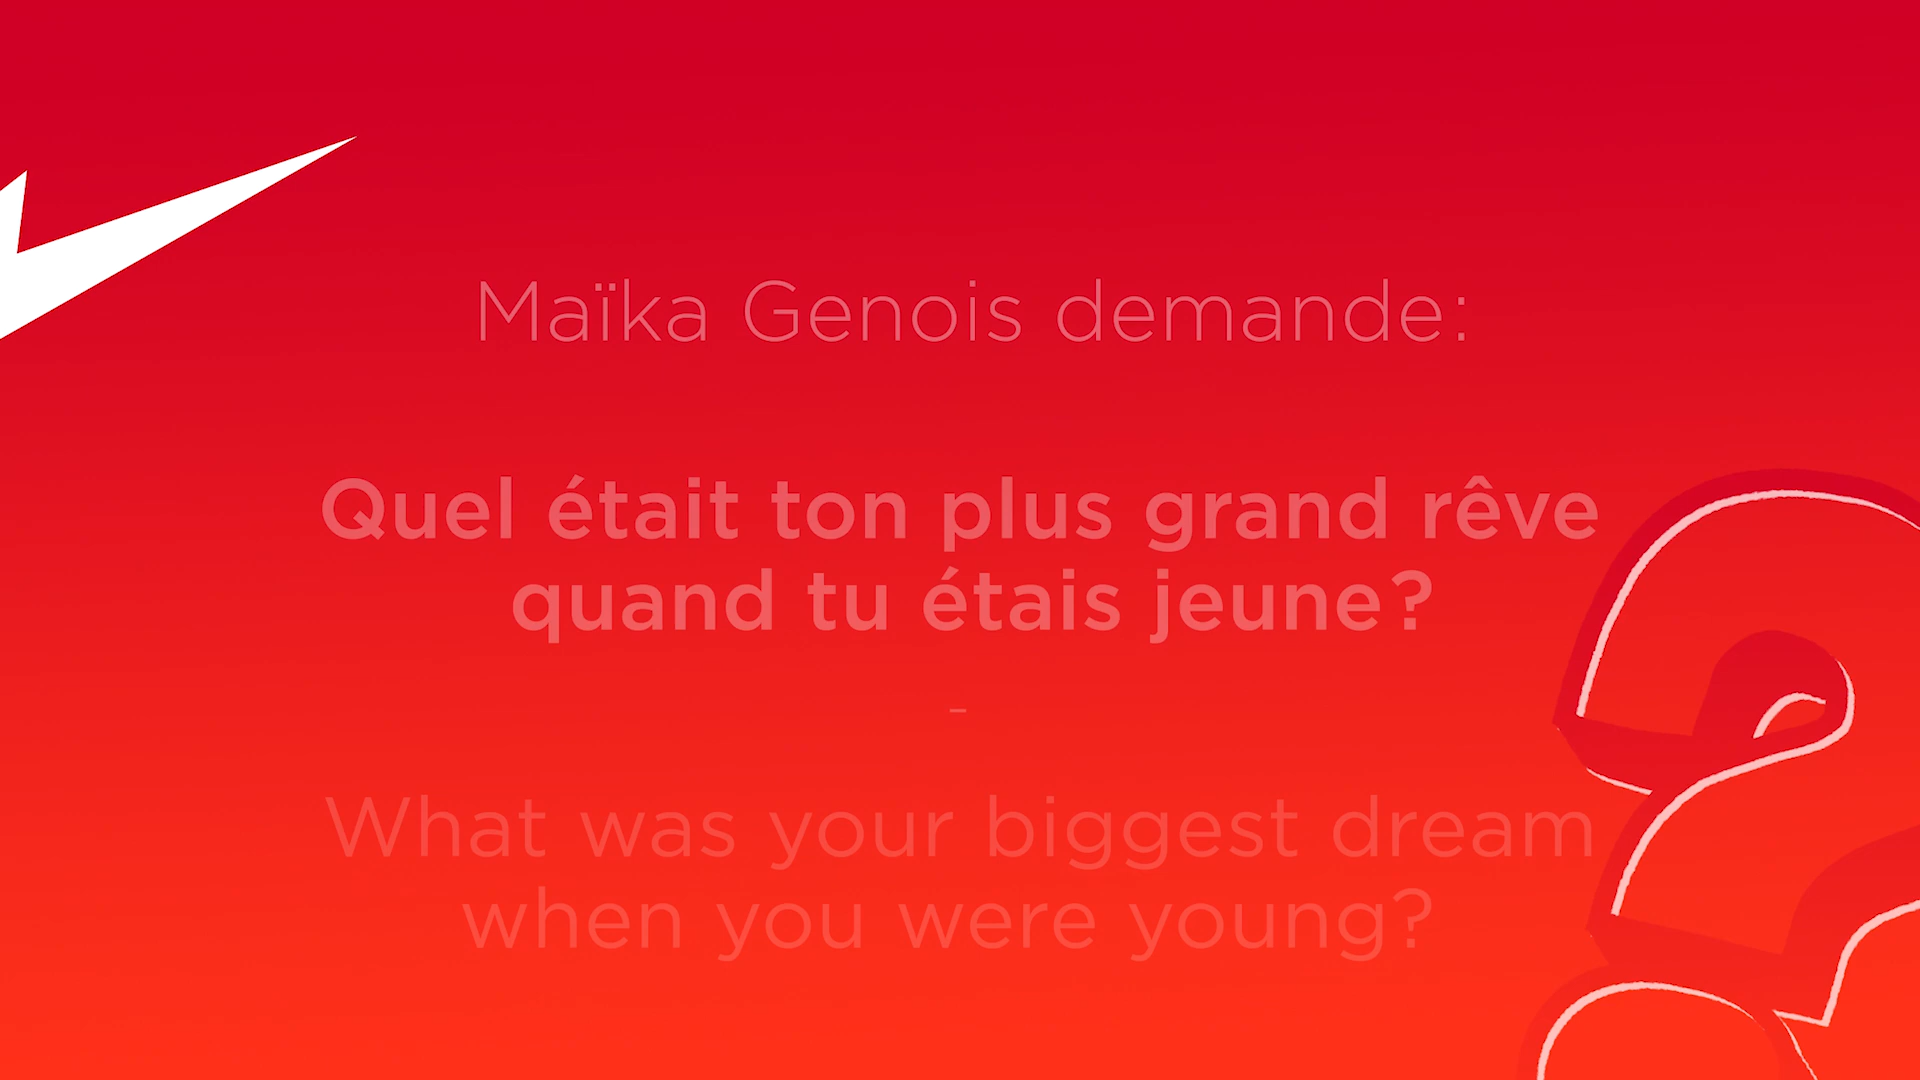 Maïka Genois demande:
Quel était ton plus grand rêve
quand tu étais jeune?
-
What was your biggest dream
when you were young?